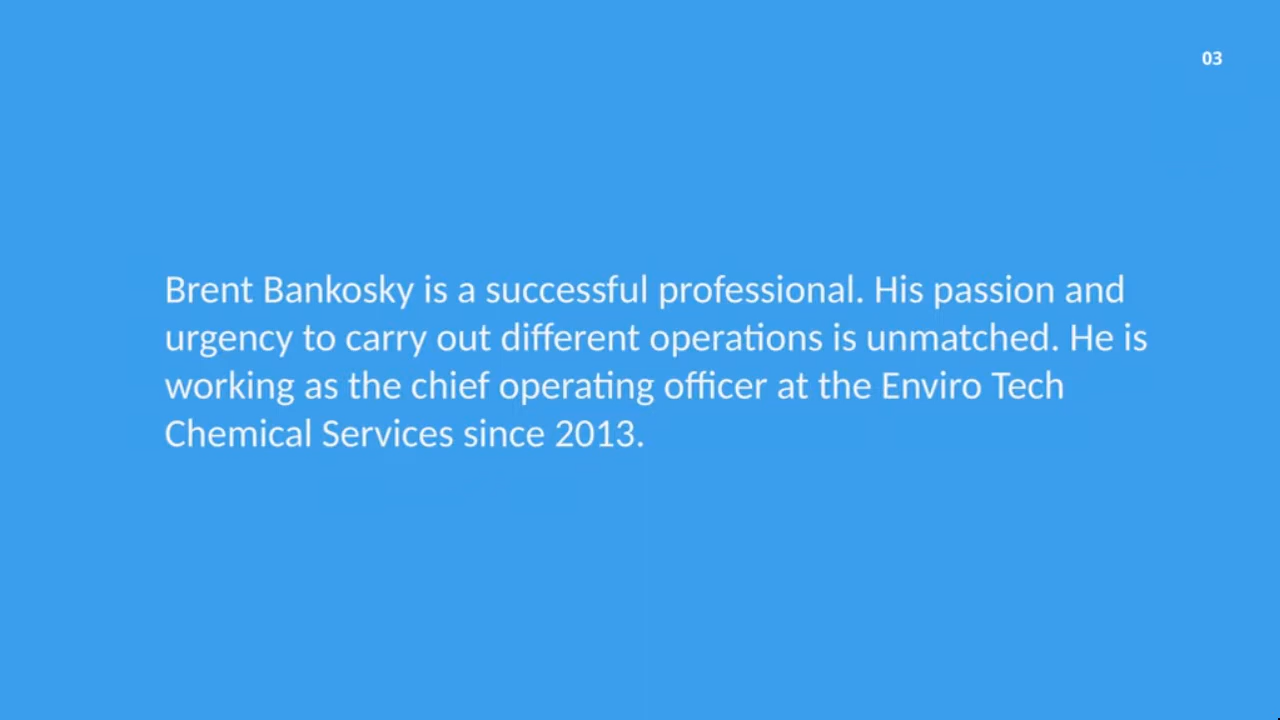 03
Brent Bankosky is a successful professional. His passion and
urgency to carry out different operations is unmatched. He is
working as the chief operating officer at the Enviro Tech
Chemical Services since 2013.